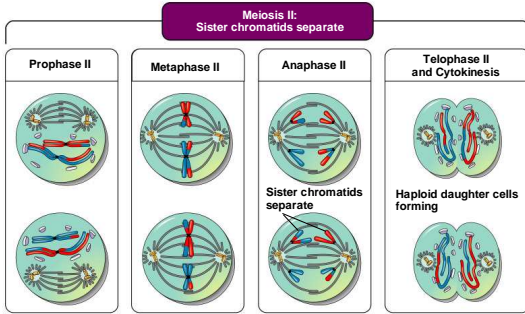 Meiosis II:
Sister chromatids separate
Prophase II
Metaphase II
Anaphase II
Telophase II
and Cytokinesis
Sister chromatids
separate
Haploid daughter cells
forming